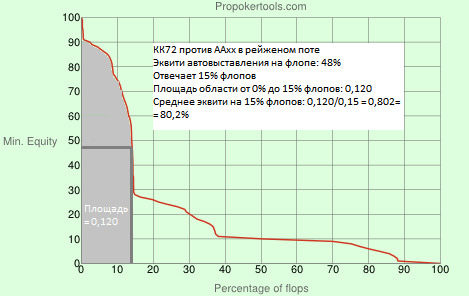 Propokertools.com
КК72 против ААхх в рейженом поте
Эквити автовыставления на флопе: 48%
Отвечает 15% флопов
Площадь области от 0% до 15% флопов: 0,120
Среднее эквити на 15% флопов: 0,120/0,15 = 0,802=
= 80,2%
100
90
80
70
60
Min. Equity
50
40
30
20
10
0
Площадь
= 0,120
0
10
20
30
40
50
60
70
80
90
100
Percentage of flops